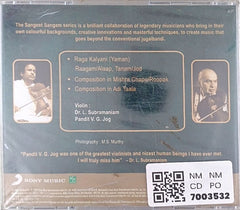 The Sangeet Sangam series is a brilliant collaboration of legendary musicians who bring in their
own colourful backgrounds, creative innovations and masterful techniques, to create music that
goes beyond the conventional jugalbandi.
Raga Kalyani (Yaman)
Raagam/Alaap, Tanam/Jod
Composition in Mishra Chapu/Roopak
Composition in Adi Taala
Violin
Dr. L. Subramaniam
Pandit V. G. Jog
Photography: M.S. Murthy
"Pandit V. G. Jog was one of the greatest violinists and nicest human beings I have ever met.
I will truly miss him" - Dr. L. Subramaniam
SONY MUSIC
NM NM
CD PO
7003532